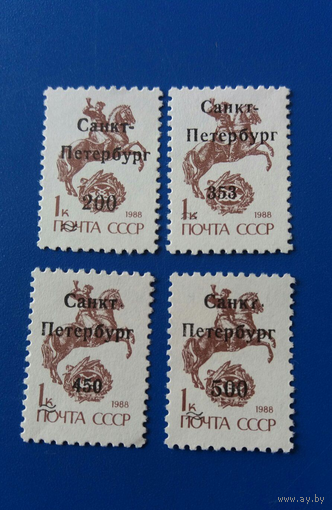 Санкт-
Петербург
200
1к 1988
ПОЧТА СССР
Санкт-
Петербург
353
1к 1988
ПОЧТА СССР
Санкт
Петербург
450
1к 1988
ПОЧТА СССР
Санкт
Петербург
500
1к 1988
ПОЧТА СССР
www.ay.by